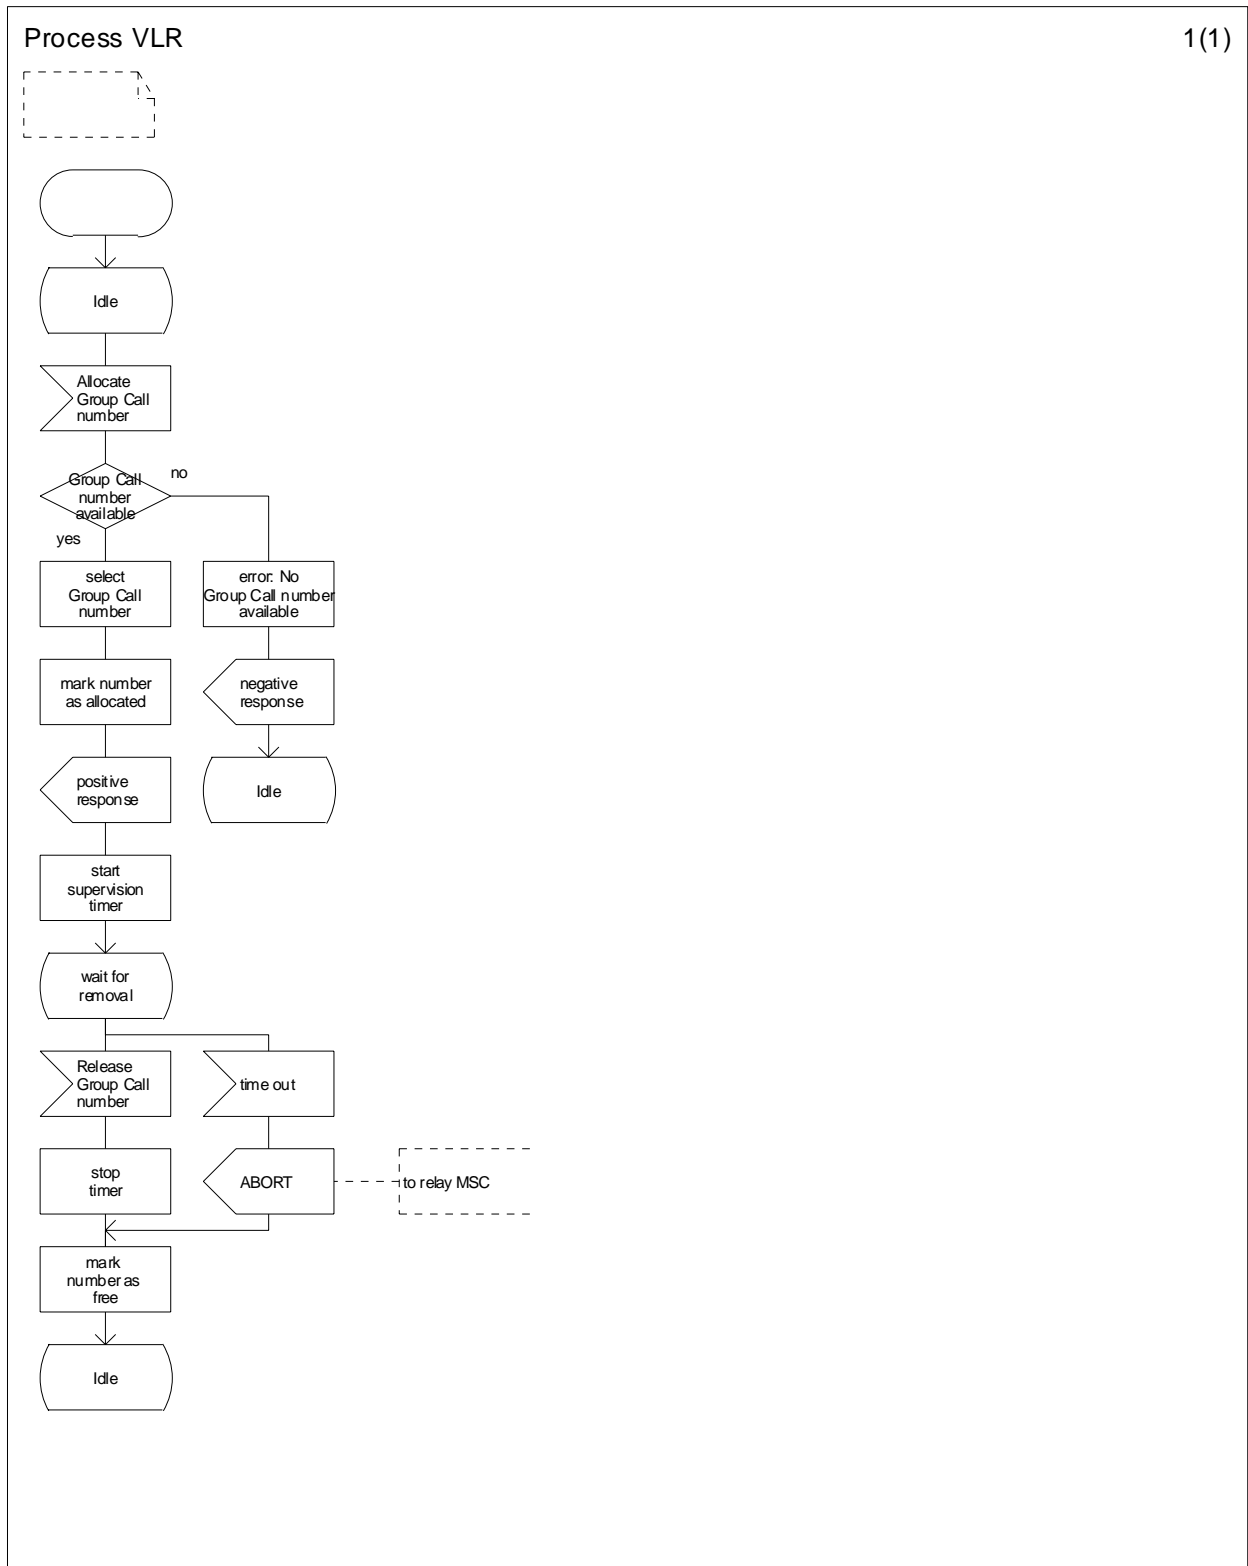 Process VLR
1(1)
Idle
Allocate
Group Call
number
Group Call
number
available
no
yes
select
Group Call
number
error: No
Group Call number
available
mark number
as allocated
negative
response
positive
response
Idle
start
supervision
timer
wait for
removal
Release
Group Call
number
time out
stop
timer
ABORT
to relay MSC
mark
number as
free
Idle